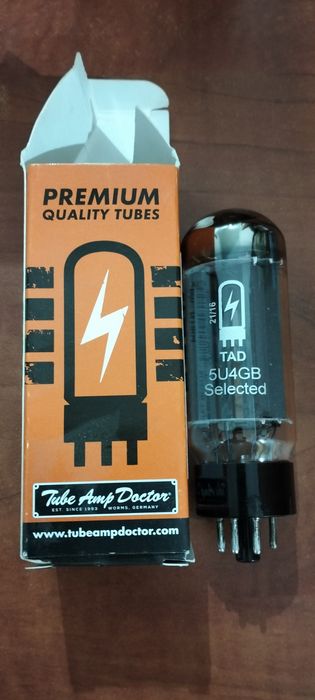 PREMIUM
QUALITY TUBES
Tube Amp Doctor
EST SINCE 1993 WORMS, GERMANY
www.tubeampdoctor.com
21/16
TAD
5U4GB
Selected